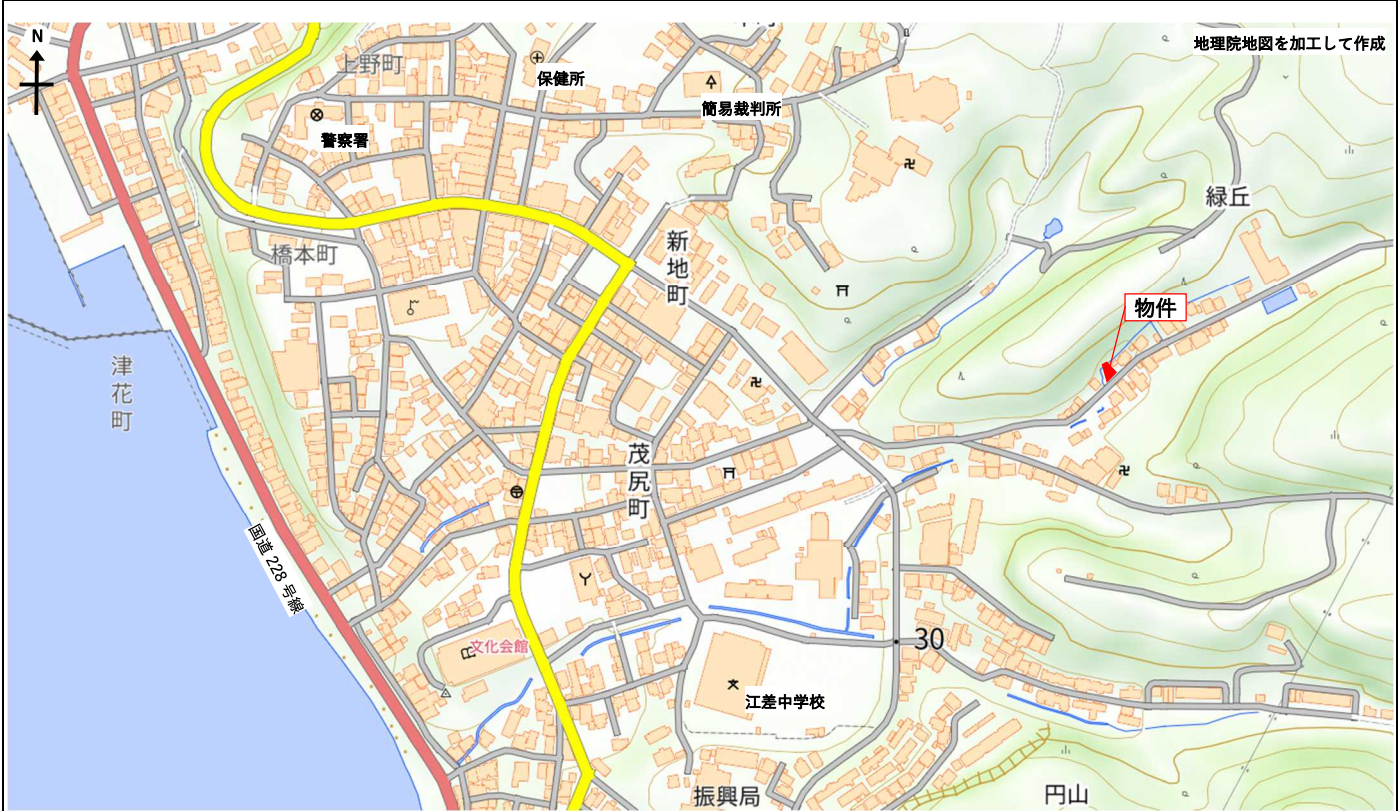 N
地理院地図を加工して作成
上野町
保健所
簡易裁判所
警察署
緑丘
橋本町
新地町
物件
津花町
茂尻町
国道 228 号線
30
文化会館
江差中学校
振興局
円山